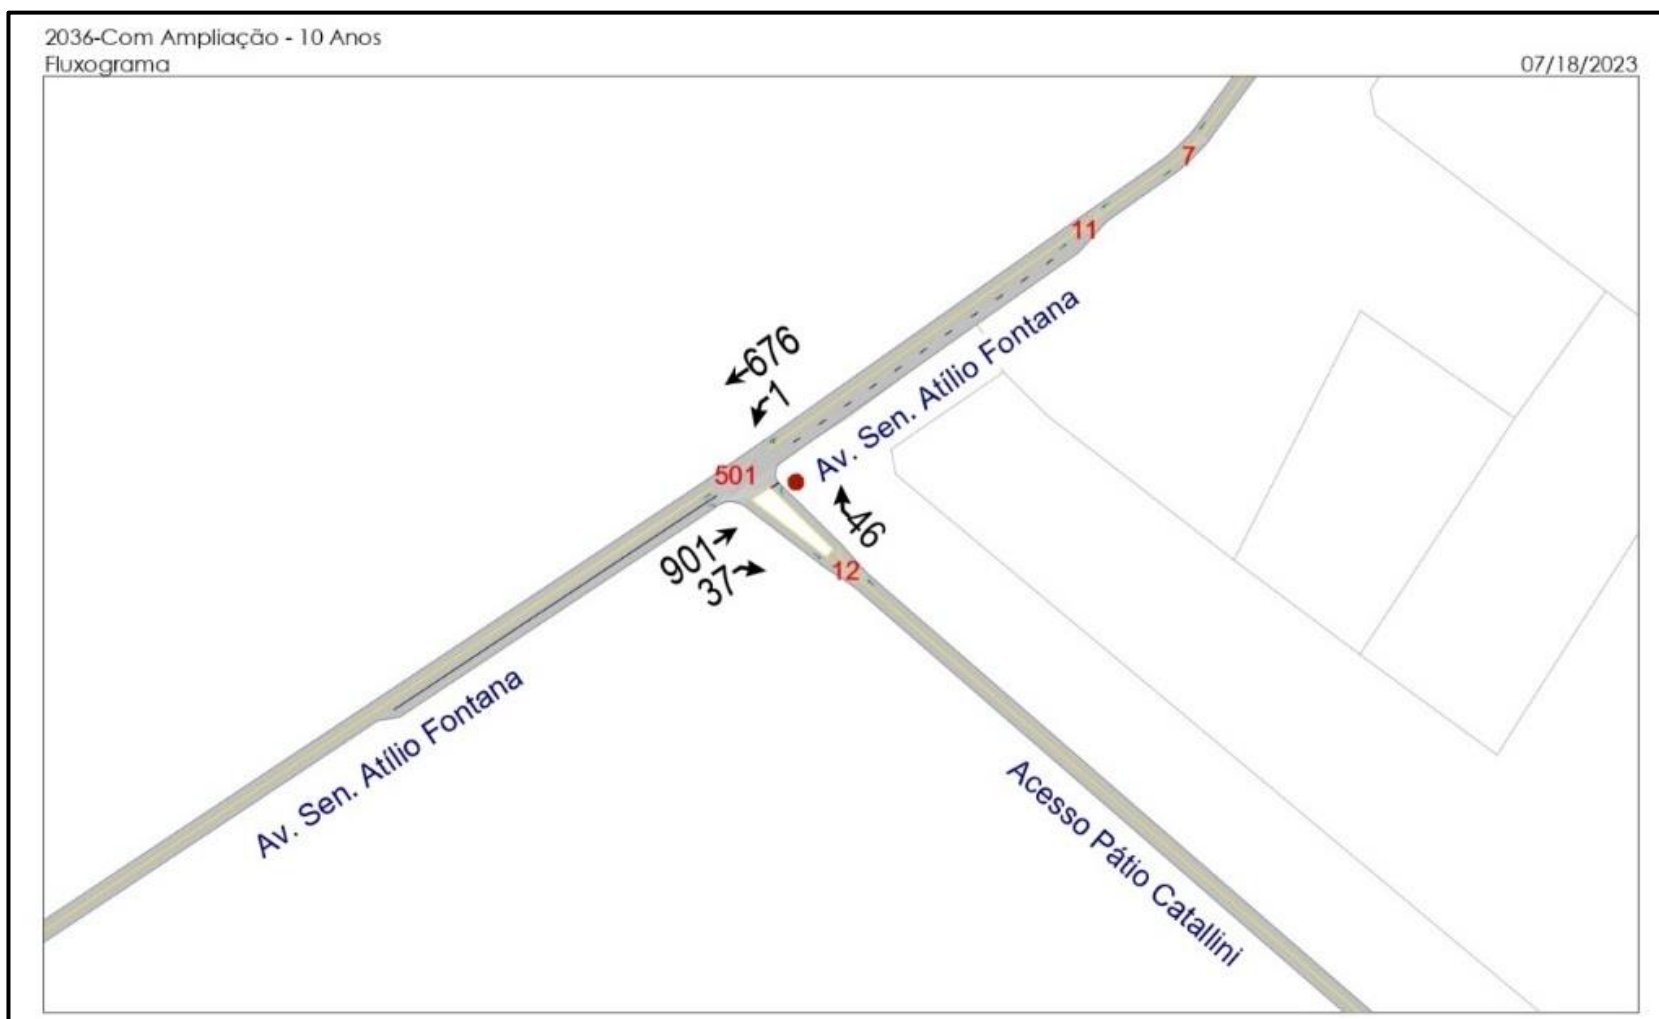 2036-Com Ampliação - 10 Anos
Fluxograma
07/18/2023
7
11
676
1
Av. Sen. Atílio Fontana
501
46
901
37
12
Av. Sen. Atílio Fontana
Acesso Pátio Catallini